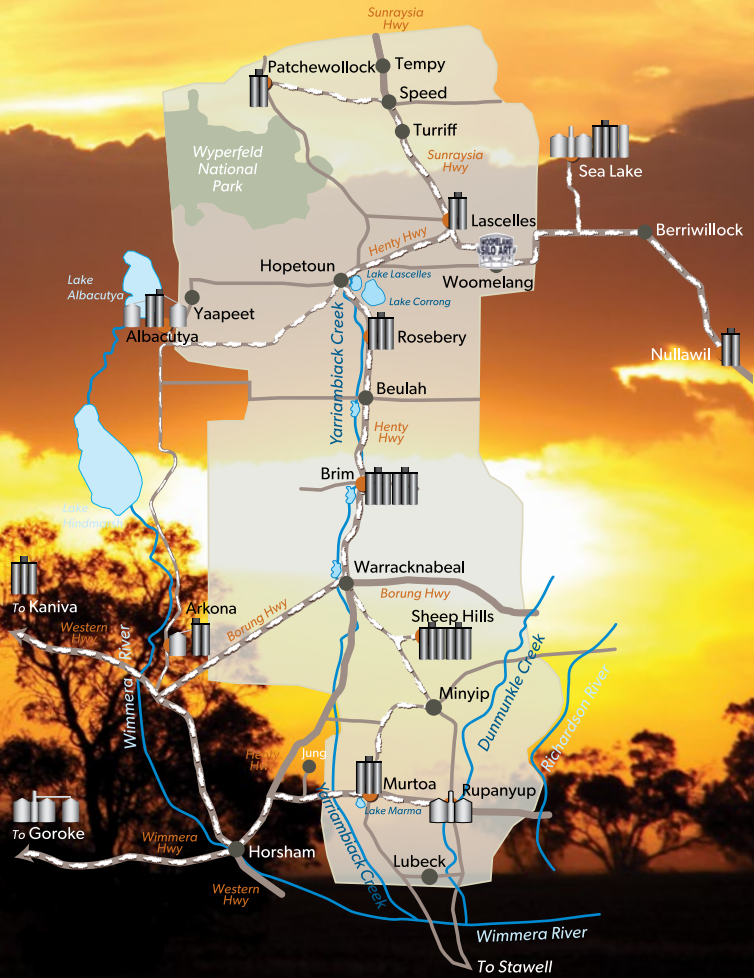 Sunraysia
Hwy
Patchewollock
Tempy
Speed
Turriff
Wyperfeld
National
Park
Sunraysia
Hwy
Sea Lake
Lascelles
Henty Hwy
WOOMELANG
SILO ART
Berriwillock
Hopetoun
Lake Lascelles
Woomelang
Lake
Albacutya
Lake Corrong
Yaapeet
Albacutya
Rosebery
Nullawil
Yarriambiack Creek
Beulah
Henty
Hwy
Brim
Lake
Hindmarsh
Warracknabeal
Borung Hwy
To Kaniva
Arkona
Borung Hwy
Sheep Hills
Western
Hwy
Wimmera River
Dunmunkle Creek
Minyip
Richardson River
Henty
Hwy
Jung
Murtoa
Rupanyup
Lake Marma
To Goroke
Wimmera
Hwy
Horsham
Yarriambiack Creek
Lubeck
Western
Hwy
Wimmera River
To Stawell